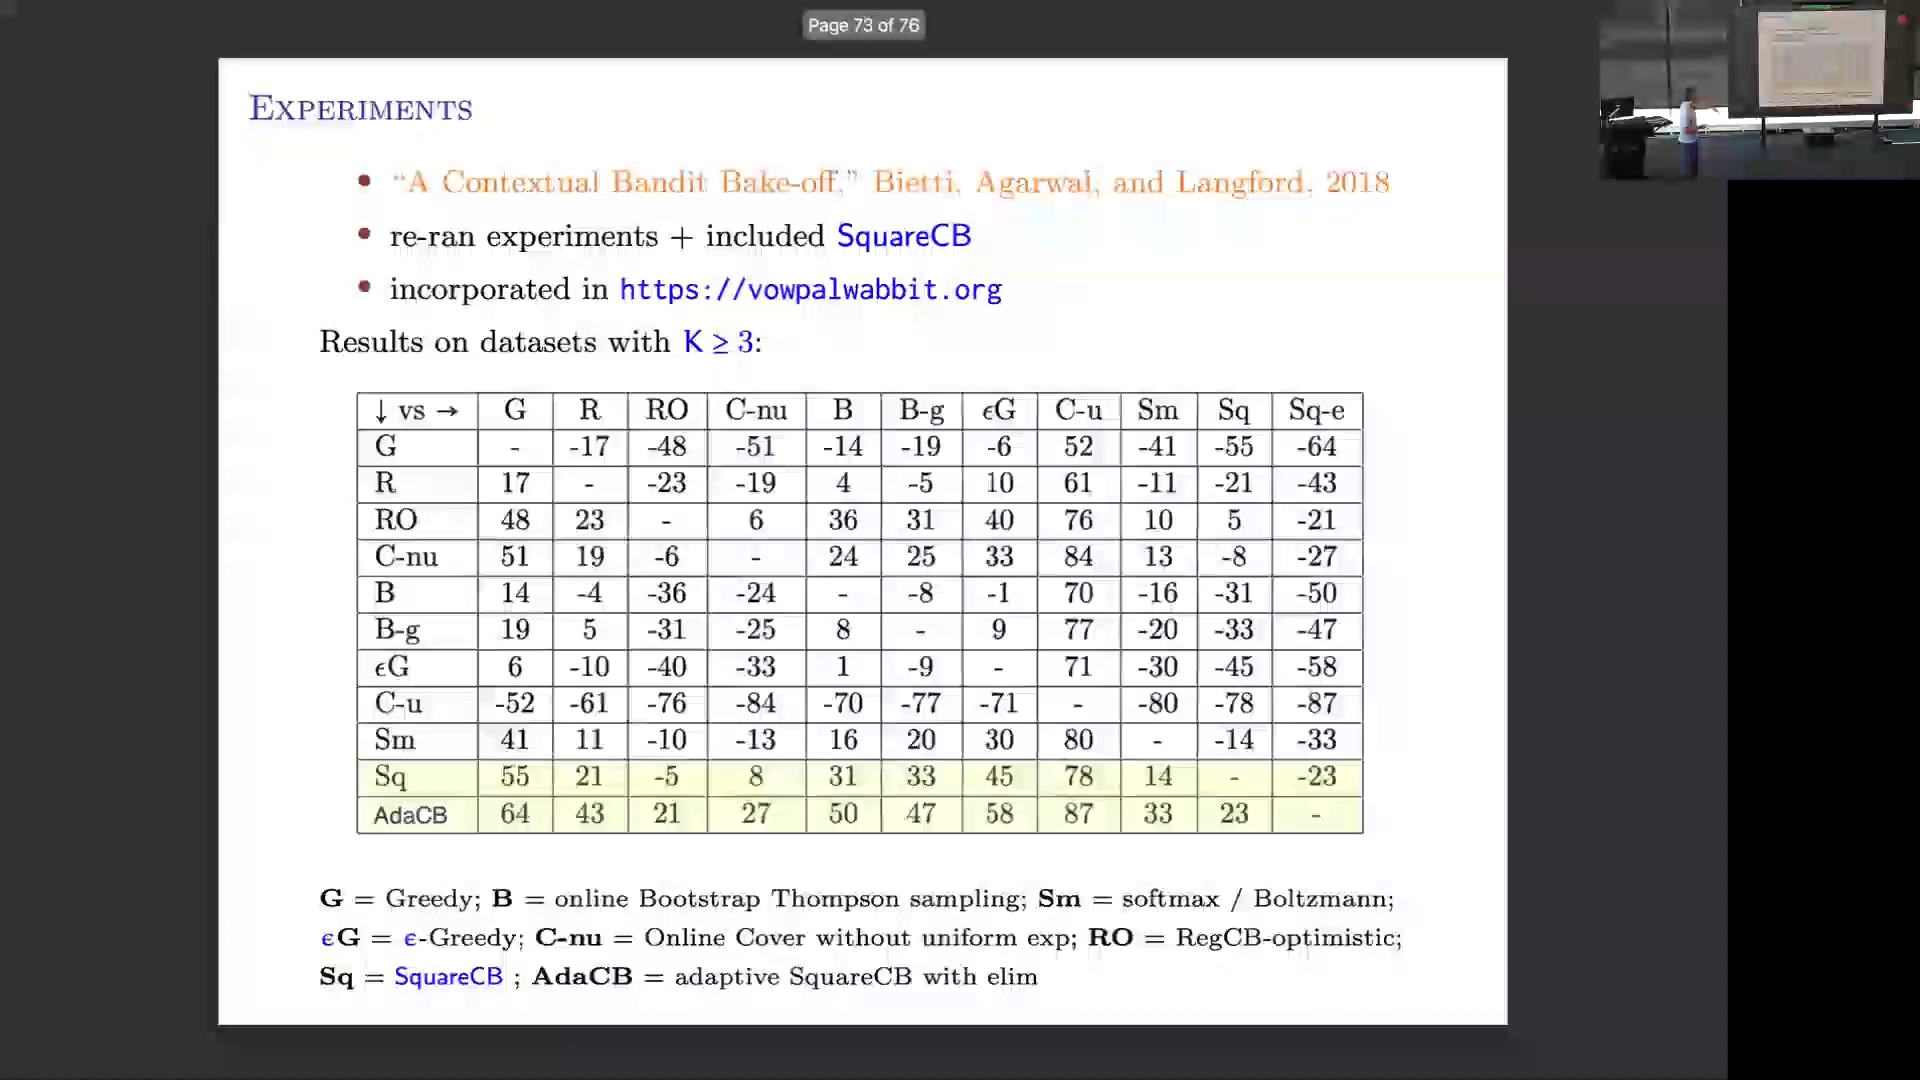 Page 73 of 76
EXPERIMENTS
• “A Contextual Bandit Bake-off,” Bietti, Agarwal, and Langford, 2018
• re-ran experiments + included SquareCB
• incorporated in https://vowpalwabbit.org
Results on datasets with K ≥ 3:
↓ vs → G R RO C-nu B B-g ϵG C-u Sm Sq Sq-e
G - -17 -48 -51 -14 -19 -6 52 -41 -55 -64
R 17 - -23 -19 4 -5 10 61 -11 -21 -43
RO 48 23 - 6 36 31 40 76 10 5 -21
C-nu 51 19 -6 - 24 25 33 84 13 -8 -27
B 14 -4 -36 -24 - -8 -1 70 -16 -31 -50
B-g 19 5 -31 -25 8 - 9 77 -20 -33 -47
ϵG 6 -10 -40 -33 1 -9 - 71 -30 -45 -58
C-u -52 -61 -76 -84 -70 -77 -71 - -80 -78 -87
Sm 41 11 -10 -13 16 20 30 80 - -14 -33
Sq 55 21 -5 8 31 33 45 78 14 - -23
AdaCB 64 43 21 27 50 47 58 87 33 23 -
G = Greedy; B = online Bootstrap Thompson sampling; Sm = softmax / Boltzmann;
ϵG = ϵ-Greedy; C-nu = Online Cover without uniform exp; RO = RegCB-optimistic;
Sq = SquareCB ; AdaCB = adaptive SquareCB with elim